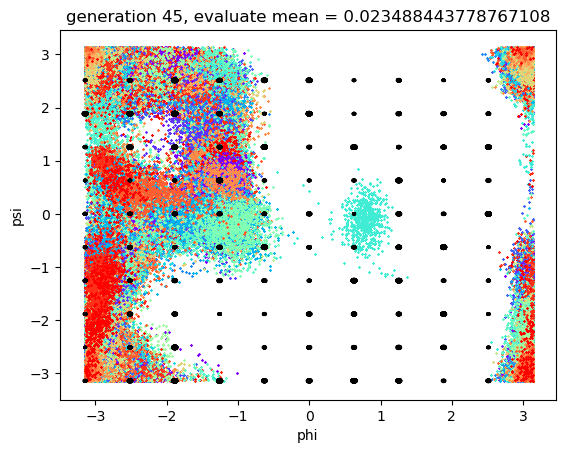 generation 45, evaluate mean = 0.023488443778767108
3
2
1
0
−1
−2
−3
psi
−3 −2 −1 0 1 2 3
phi